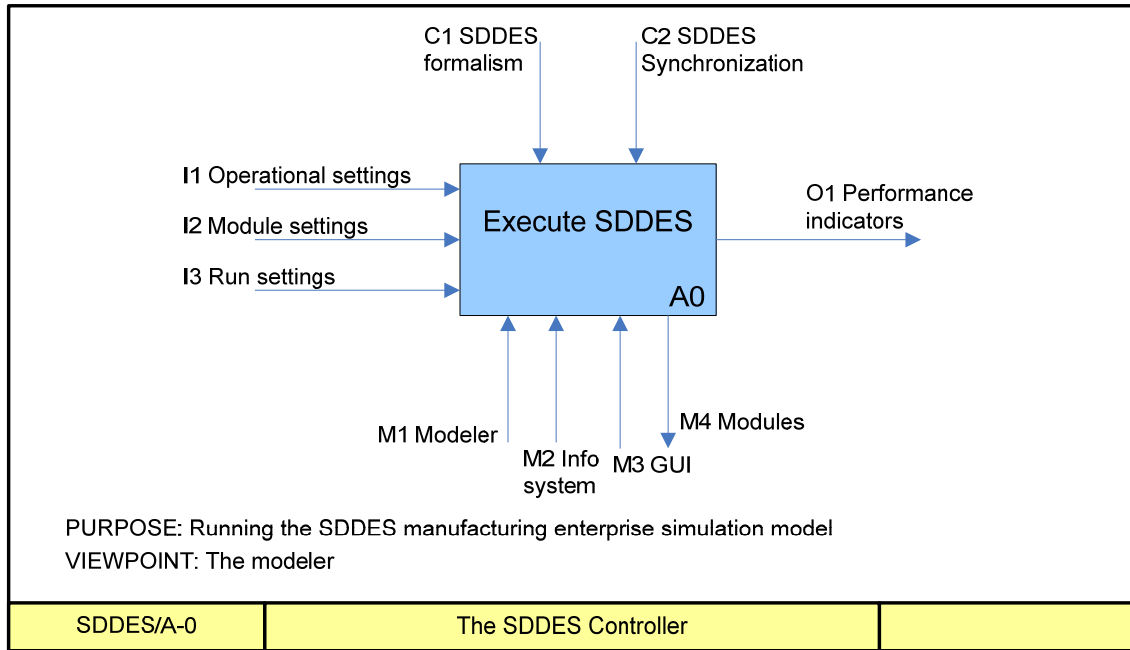 C1 SDDES
formalism
C2 SDDES
Synchronization
I1 Operational settings
I2 Module settings
I3 Run settings
Execute SDDES
A0
O1 Performance
indicators
M1 Modeler
M2 Info
system
M3 GUI
M4 Modules
PURPOSE: Running the SDDES manufacturing enterprise simulation model
VIEWPOINT: The modeler
SDDES/A-0
The SDDES Controller